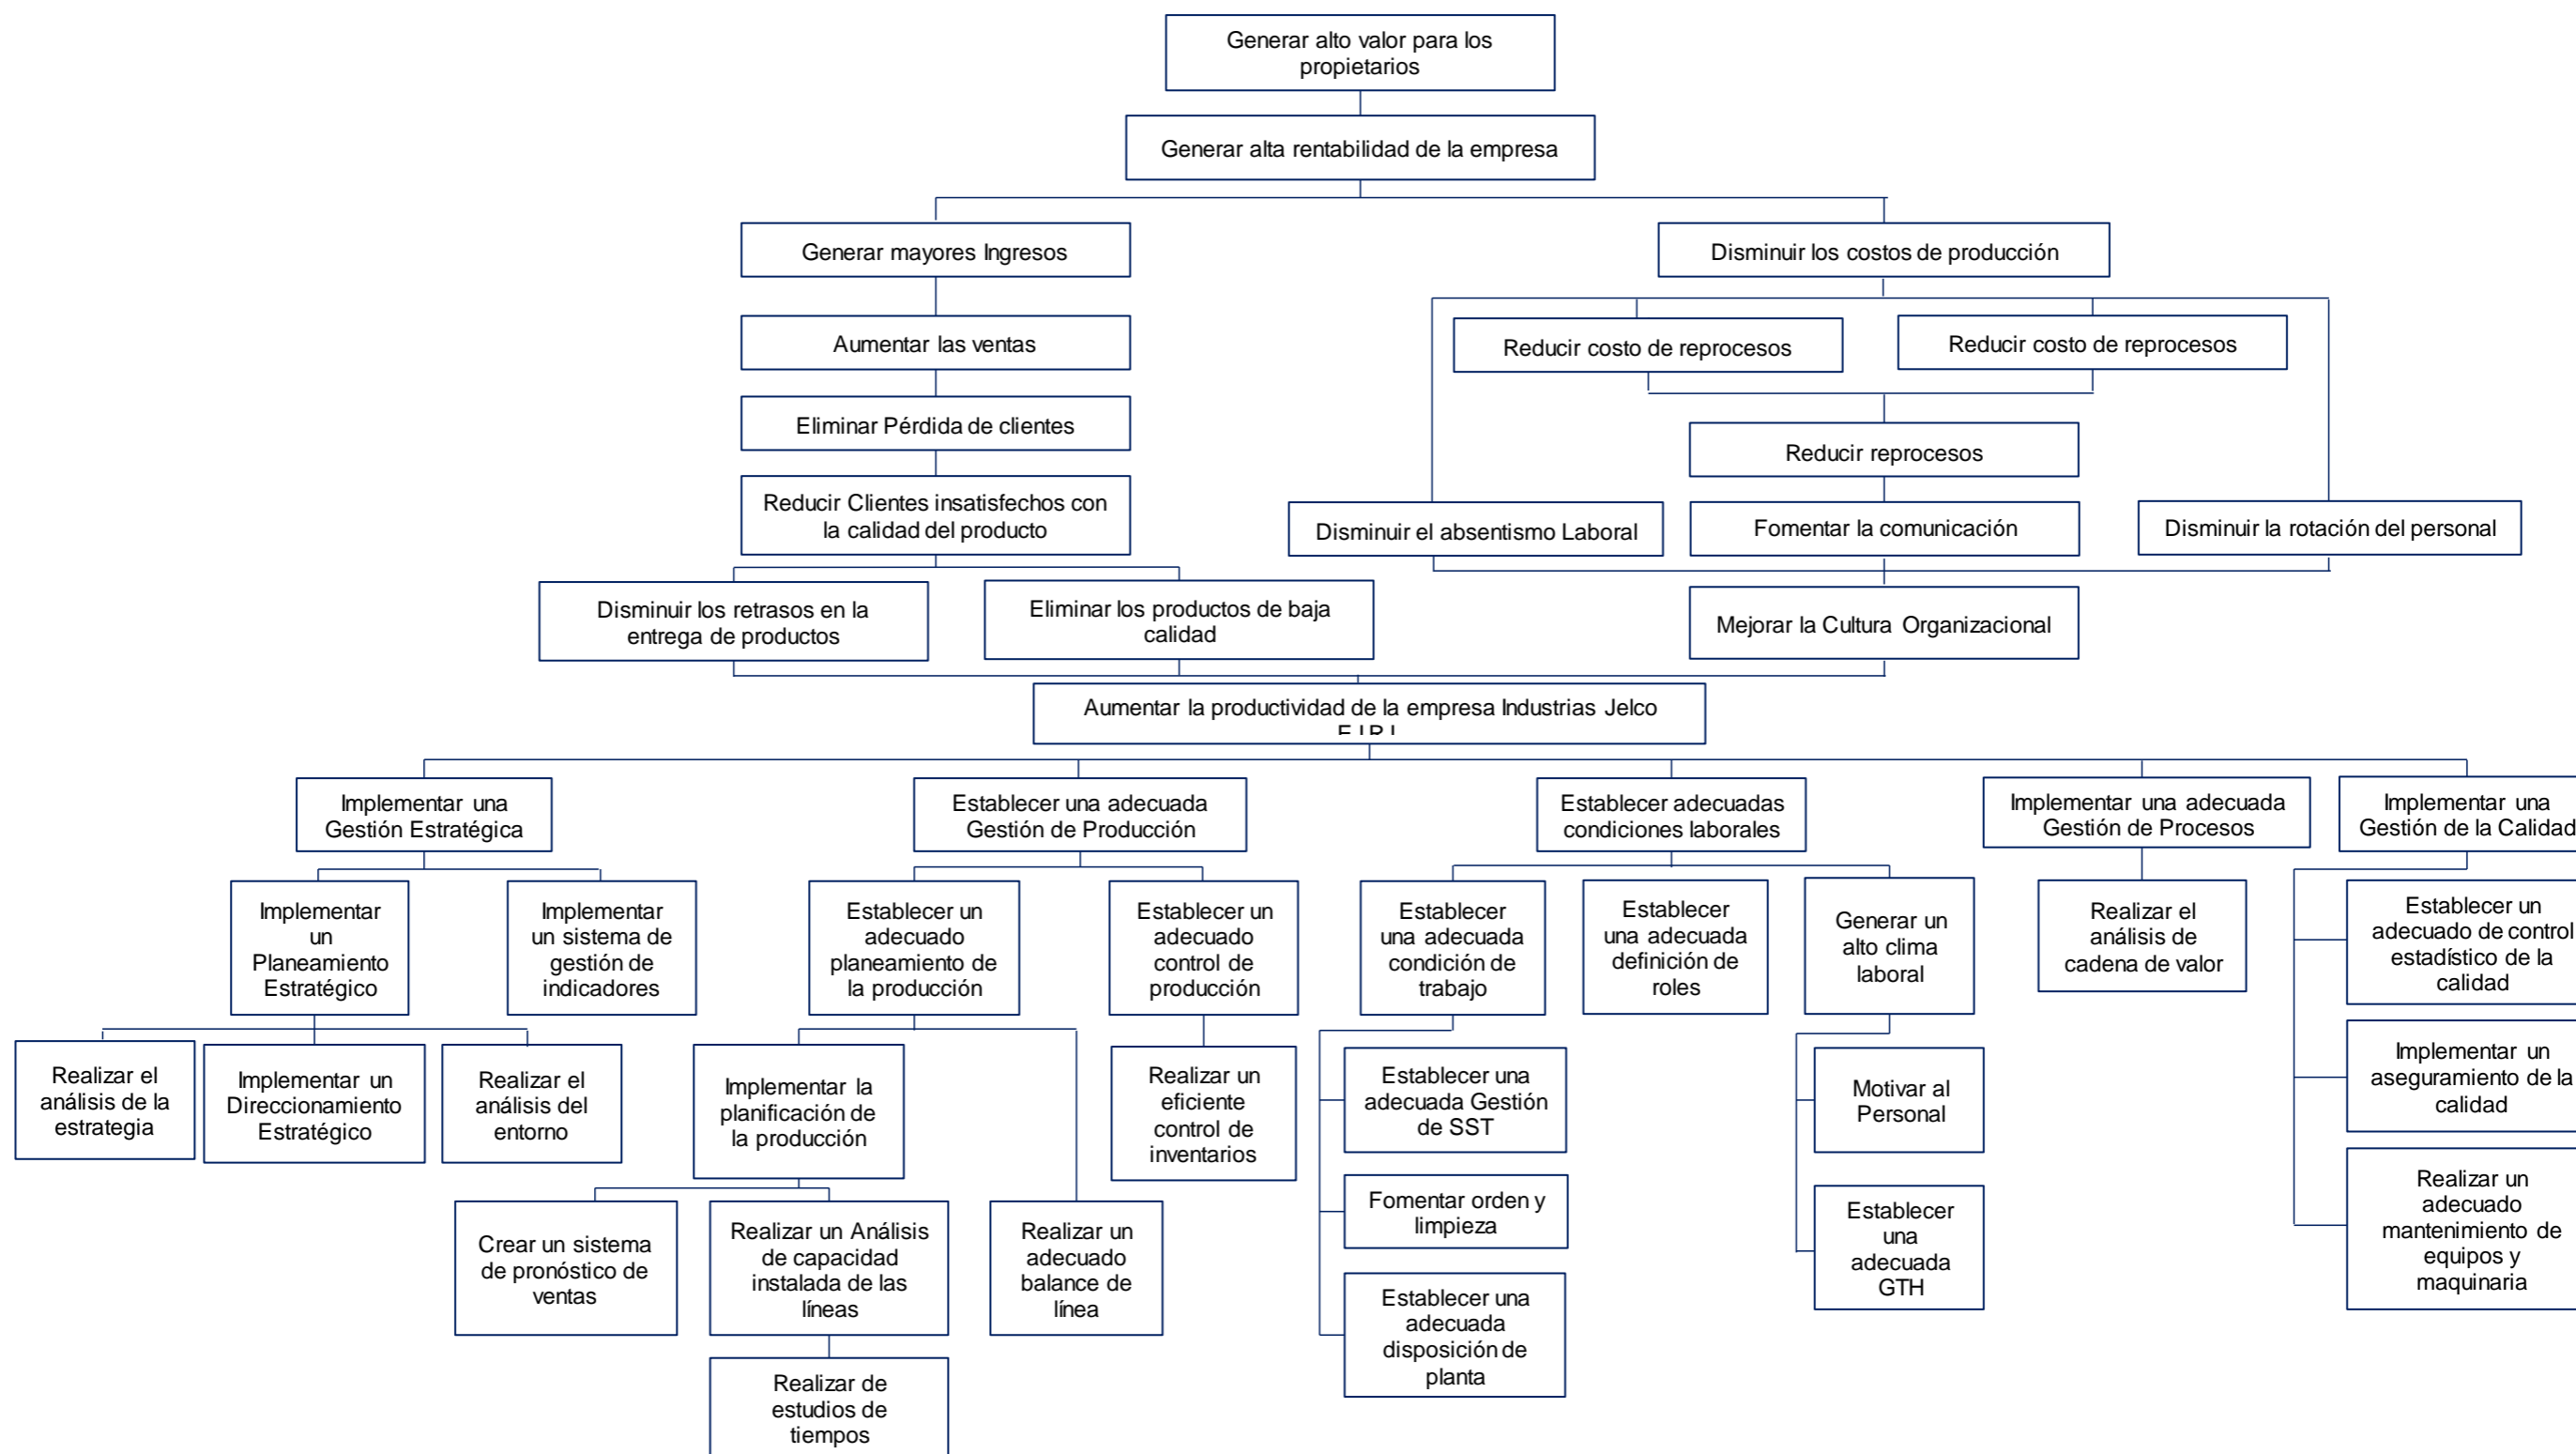 Generar alto valor para los
propietarios
Generar alta rentabilidad de la empresa
Generar mayores Ingresos
Disminuir los costos de producción
Aumentar las ventas
Reducir costo de reprocesos
Reducir costo de reprocesos
Eliminar Pérdida de clientes
Reducir reprocesos
Reducir Clientes insatisfechos con
la calidad del producto
Disminuir el absentismo Laboral
Fomentar la comunicación
Disminuir la rotación del personal
Disminuir los retrasos en la
entrega de productos
Eliminar los productos de baja
calidad
Mejorar la Cultura Organizacional
Aumentar la productividad de la empresa Industrias Jelco
Implementar una
Gestión Estratégica
Establecer una adecuada
Gestión de Producción
Establecer adecuadas
condiciones laborales
Implementar una adecuada
Gestión de Procesos
Implementar una
Gestión de la Calidad
Implementar
un
Planeamiento
Estratégico
Implementar
un sistema de
gestión de
indicadores
Establecer un
adecuado
planeamiento de
la producción
Establecer un
adecuado
control de
producción
Establecer
una adecuada
condición de
trabajo
Establecer
una adecuada
definición de
roles
Generar un
alto clima
laboral
Realizar el
análisis de
cadena de valor
Establecer un
adecuado de control
estadístico de la
calidad
Realizar el
análisis de la
estrategia
Implementar un
Direccionamiento
Estratégico
Realizar el
análisis del
entorno
Implementar la
planificación de
la producción
Realizar un
eficiente
control de
inventarios
Establecer una
adecuada Gestión
de SST
Motivar al
Personal
Implementar un
aseguramiento de la
calidad
Crear un sistema
de pronóstico de
ventas
Realizar un Análisis
de capacidad
instalada de las
líneas
Realizar un
adecuado
balance de
línea
Fomentar orden y
limpieza
Establecer
una
adecuada
GTH
Realizar un
adecuado
mantenimiento de
equipos y
maquinaria
Establecer una
adecuada
disposición de
planta
Realizar de
estudios de
tiempos